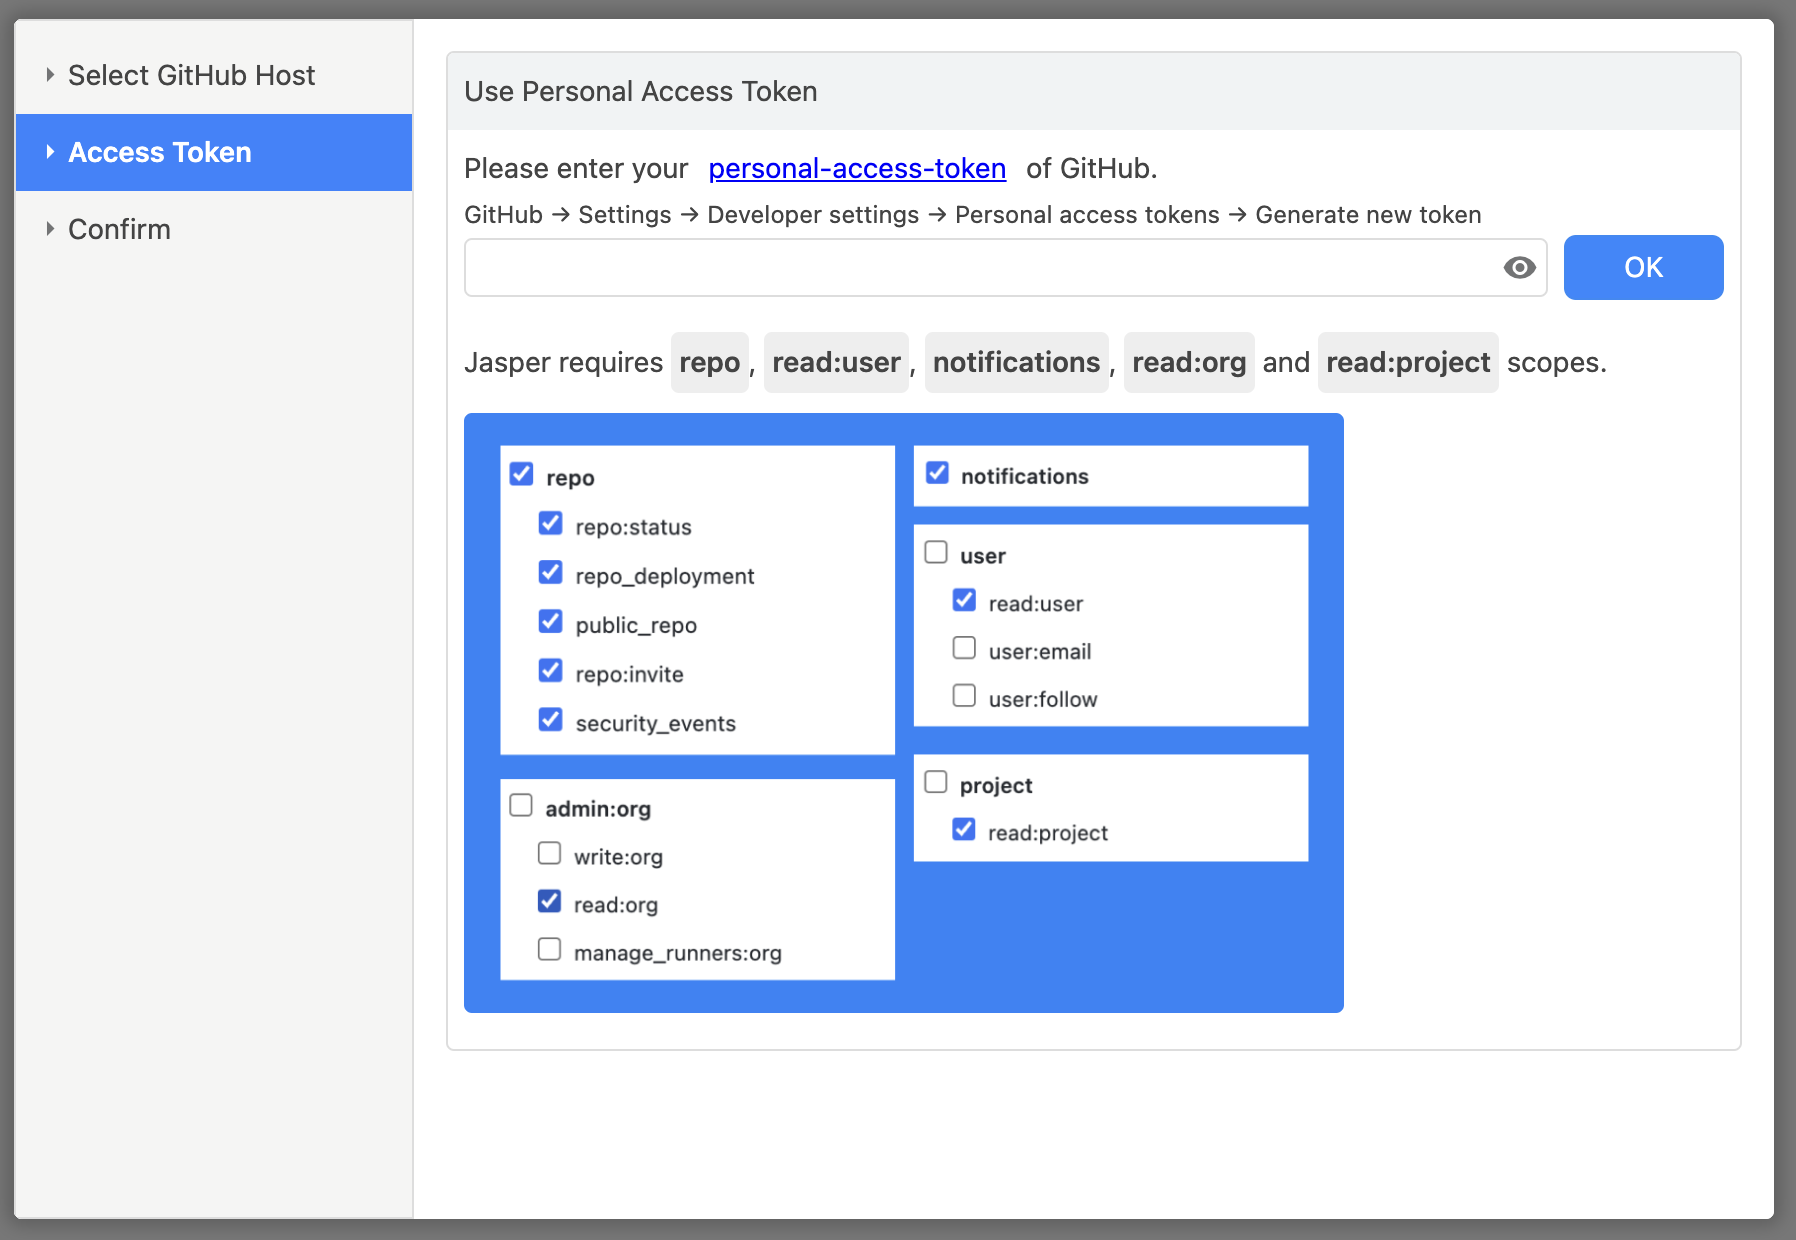 Select GitHub Host
Access Token
Confirm
Use Personal Access Token
Please enter your personal-access-token of GitHub.
GitHub → Settings → Developer settings → Personal access tokens → Generate new token
OK
Jasper requires repo, read:user, notifications, read:org and read:project scopes.
repo
repo:status
repo_deployment
public_repo
repo:invite
security_events
admin:org
write:org
read:org
manage_runners:org
notifications
user
read:user
user:email
user:follow
project
read:project